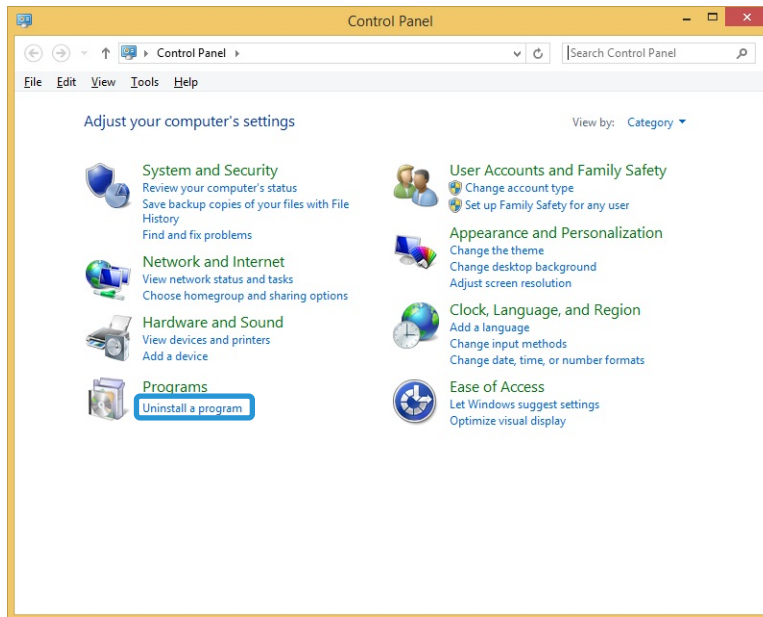 Control Panel
Control Panel
Search Control Panel
File Edit View Tools Help
Adjust your computer's settings
View by: Category
System and Security
Review your computer's status
Save backup copies of your files with File
History
Find and fix problems
Network and Internet
View network status and tasks
Choose homegroup and sharing options
Hardware and Sound
View devices and printers
Add a device
Programs
Uninstall a program
User Accounts and Family Safety
Change account type
Set up Family Safety for any user
Appearance and Personalization
Change the theme
Change desktop background
Adjust screen resolution
Clock, Language, and Region
Add a language
Change input methods
Change date, time, or number formats
Ease of Access
Let Windows suggest settings
Optimize visual display